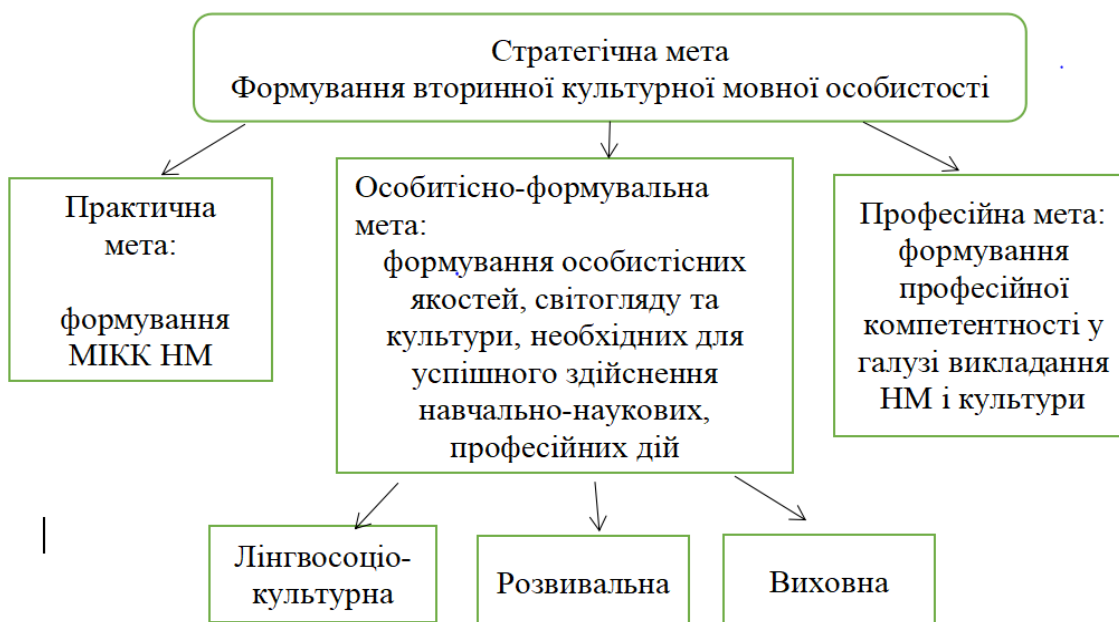 Стратегічна мета
Формування вторинної культурної мовної особистості
Практична
мета:
формування
МІКК НМ
Особитісно-формувальна
мета:
формування особистісних
якостей, світогляду та
культури, необхідних для
успішного здійснення
навчально-наукових,
професійних дій
Професійна мета:
формування
професійної
компетентності у
галузі викладання
НМ і культури
Лінгвосоціо-
культурна
Розвивальна
Виховна